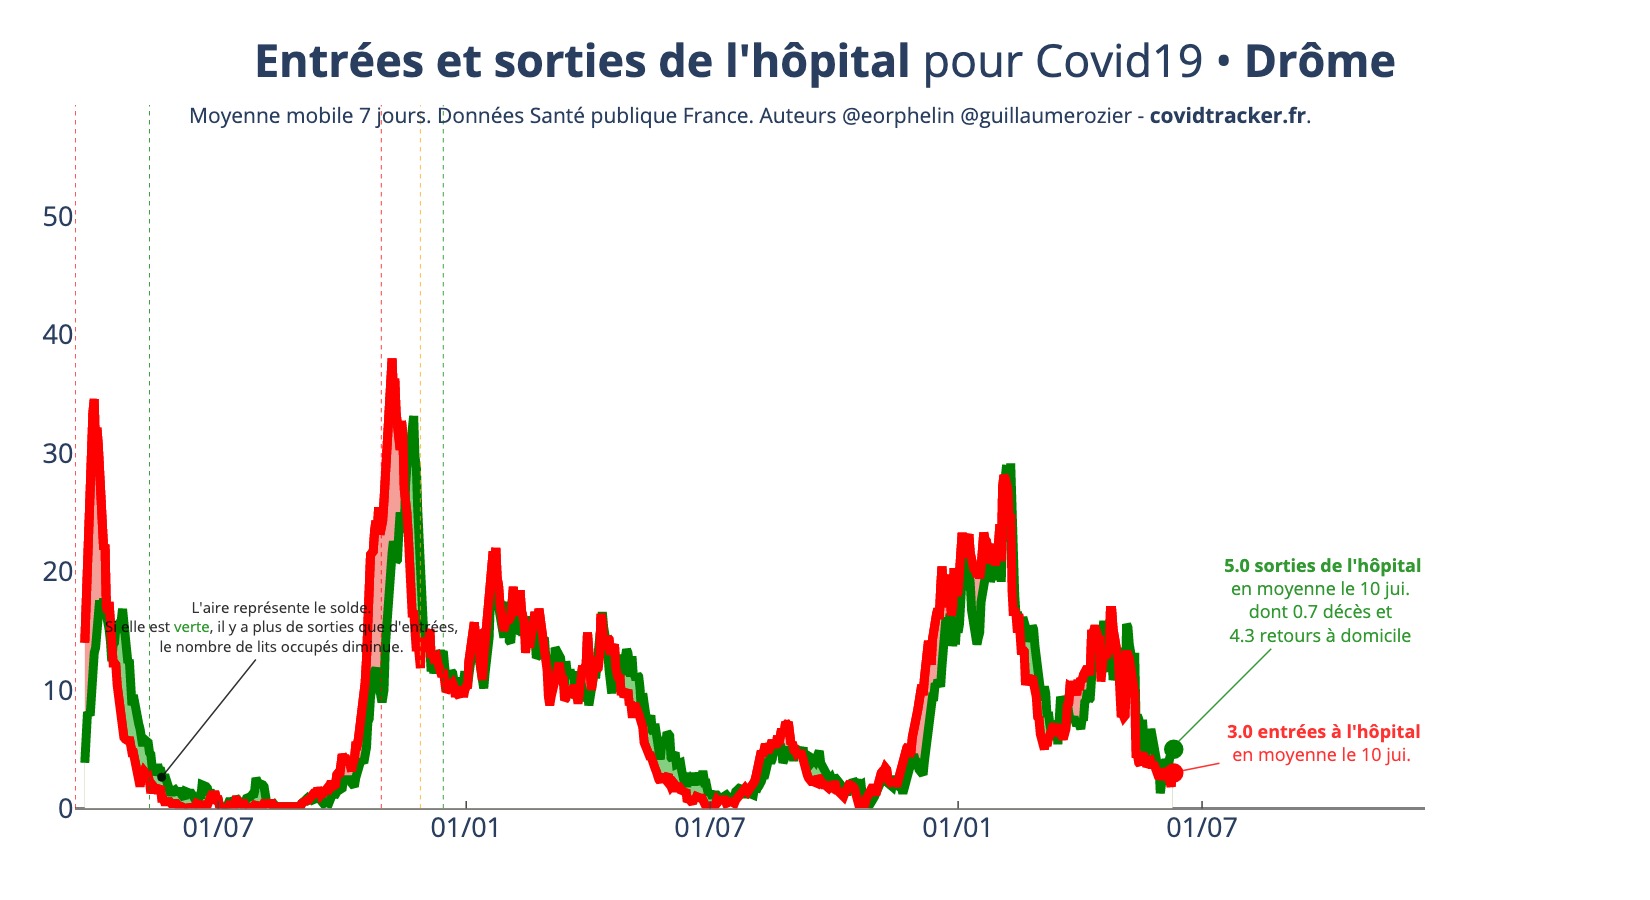 Entrées et sorties de l'hôpital pour Covid19 • Drôme
Moyenne mobile 7 jours. Données Santé publique France. Auteurs @eorphelin @guillaumerozier - covidtracker.fr.
50
40
30
20
10
0
L'aire représente le solde.
Si elle est verte, il y a plus de sorties que d'entrées,
le nombre de lits occupés diminue.
5.0 sorties de l'hôpital
en moyenne le 10 jui.
dont 0.7 décès et
4.3 retours à domicile
3.0 entrées à l'hôpital
en moyenne le 10 jui.
01/07
01/01
01/07
01/01
01/07